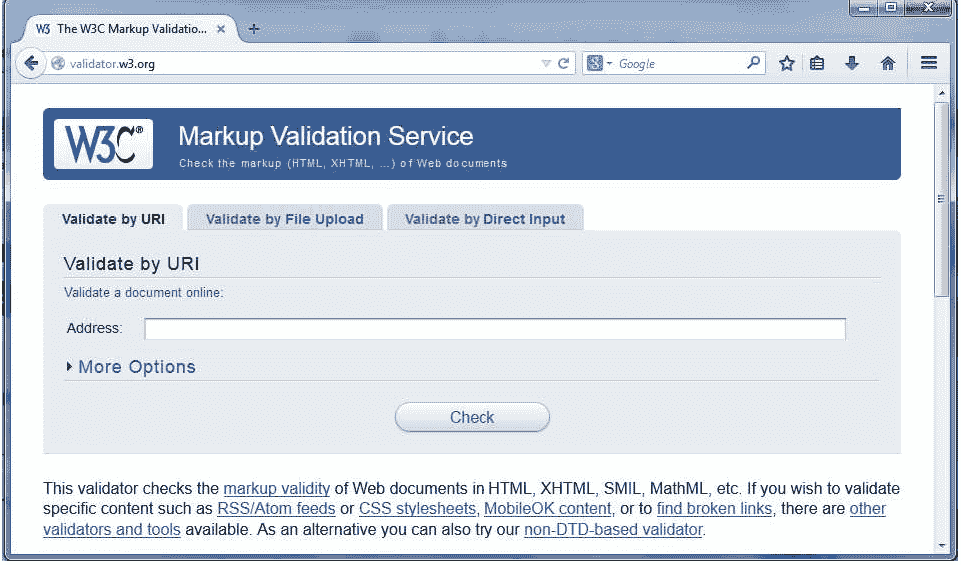 W3 The W3C Markup Validatio...
validator.w3.org
Google
W3C®
Markup Validation Service
Check the markup (HTML, XHTML, ...) of Web documents
Validate by URI
Validate by File Upload
Validate by Direct Input
Validate by URI
Validate a document online:
Address:
More Options
Check
This validator checks the markup validity of Web documents in HTML, XHTML, SMIL, MathML, etc. If you wish to validate
specific content such as RSS/Atom feeds or CSS stylesheets, MobileOK content, or to find broken links, there are other
validators and tools available. As an alternative you can also try our non-DTD-based validator.